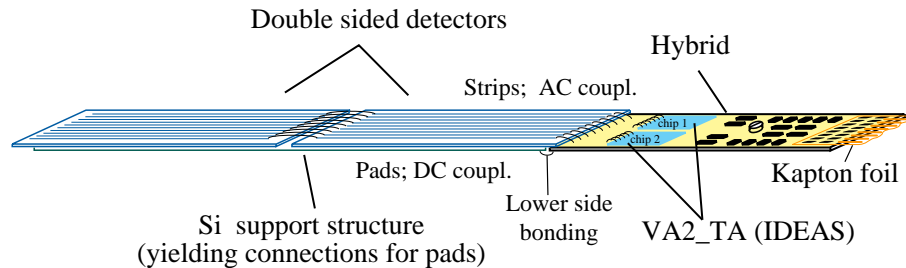 Double sided detectors
Hybrid
Strips; AC coupl.
chip 1
chip 2
Pads; DC coupl.
Kapton foil
Si support structure
(yielding connections for pads)
Lower side
bonding
VA2_TA (IDEAS)